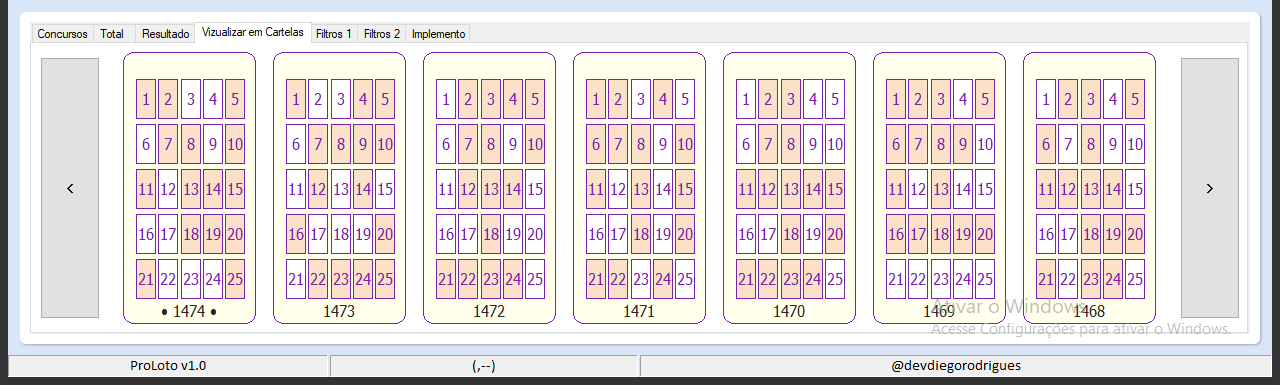 Concursos Total Resultado Vizualizar em Cartelas Filtros 1 Filtros 2 Implemento
<
1 2 3 4 5
6 7 8 9 10
11 12 13 14 15
16 17 18 19 20
21 22 23 24 25
• 1474 •
1 2 3 4 5
6 7 8 9 10
11 12 13 14 15
16 17 18 19 20
21 22 23 24 25
1473
1 2 3 4 5
6 7 8 9 10
11 12 13 14 15
16 17 18 19 20
21 22 23 24 25
1472
1 2 3 4 5
6 7 8 9 10
11 12 13 14 15
16 17 18 19 20
21 22 23 24 25
1471
1 2 3 4 5
6 7 8 9 10
11 12 13 14 15
16 17 18 19 20
21 22 23 24 25
1470
1 2 3 4 5
6 7 8 9 10
11 12 13 14 15
16 17 18 19 20
21 22 23 24 25
1469
1 2 3 4 5
6 7 8 9 10
11 12 13 14 15
16 17 18 19 20
21 22 23 24 25
1468
>
Ativar o Windows
Acesse Configurações para ativar o Windows.
ProLoto v1.0 (,--) @devdiegorodrigues